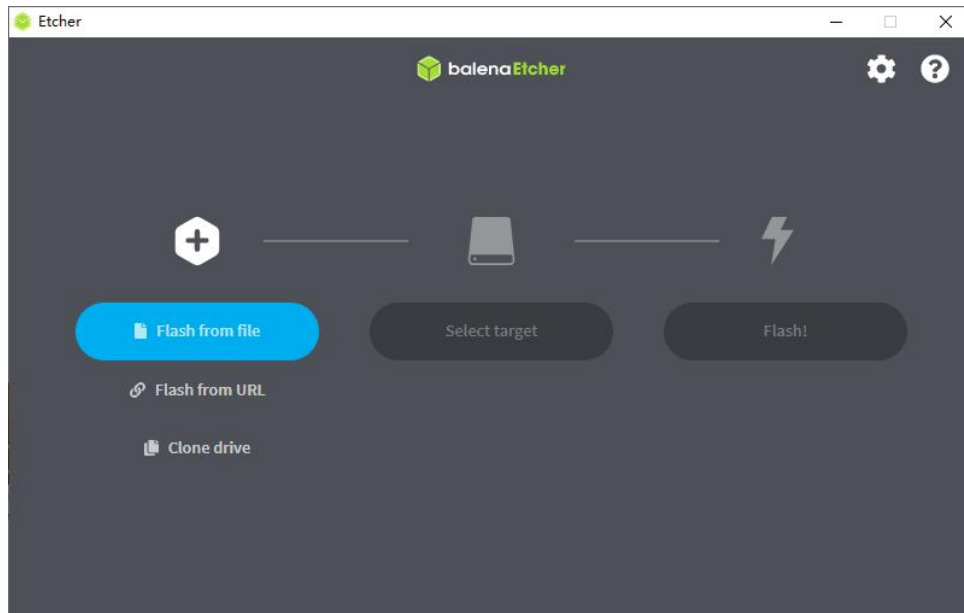 Etcher
balenaEtcher
Flash from file
Select target
Flash!
Flash from URL
Clone drive